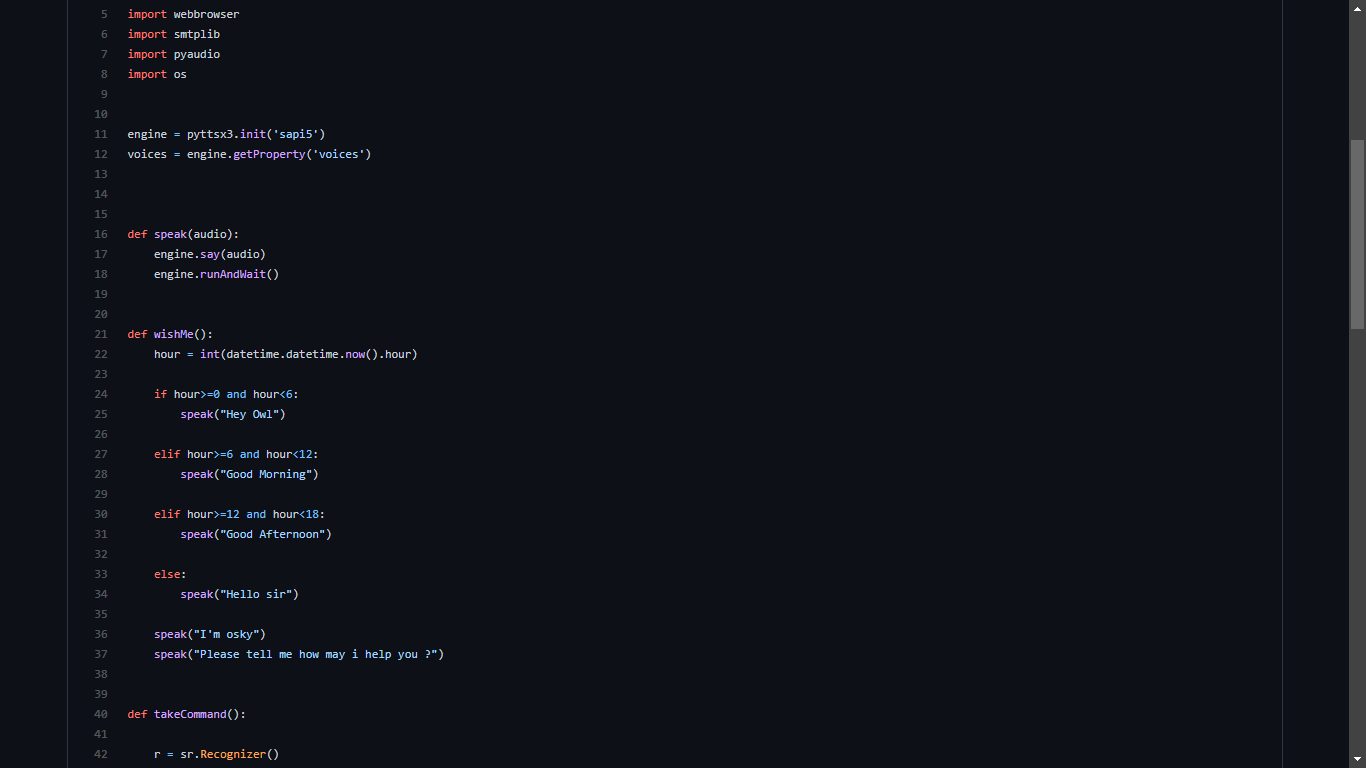 5 import webbrowser
6 import smtplib
7 import pyaudio
8 import os
9
10
11 engine = pyttsx3.init('sapi5')
12 voices = engine.getProperty('voices')
13
14
15
16 def speak(audio):
17     engine.say(audio)
18     engine.runAndWait()
19
20
21 def wishMe():
22     hour = int(datetime.datetime.now().hour)
23
24     if hour>=0 and hour<6:
25         speak("Hey Owl")
26
27     elif hour>=6 and hour<12:
28         speak("Good Morning")
29
30     elif hour>=12 and hour<18:
31         speak("Good Afternoon")
32
33     else:
34         speak("Hello sir")
35
36     speak("I'm osky")
37     speak("Please tell me how may i help you ?")
38
39
40 def takeCommand():
41
42     r = sr.Recognizer()